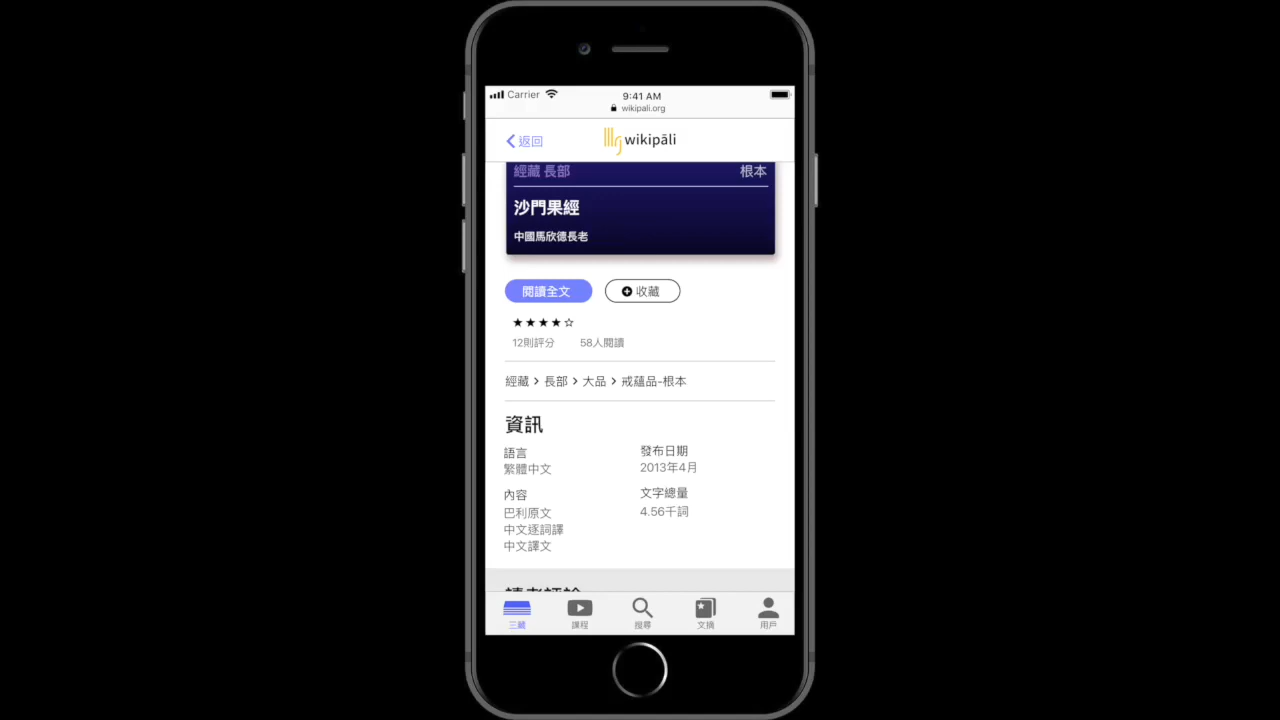 Carrier
9:41 AM
wikipali.org
返回
wikipāli
經藏 長部
根本
沙門果經
中國馬欣德長老
閱讀全文
收藏
12則評分
58人閱讀
經藏 > 長部 > 大品 > 戒蘊品-根本
資訊
語言
繁體中文
發布日期
2013年4月
內容
巴利原文
中文逐詞譯
中文譯文
文字總量
4.56千詞
三藏
課程
搜尋
文摘
用戶